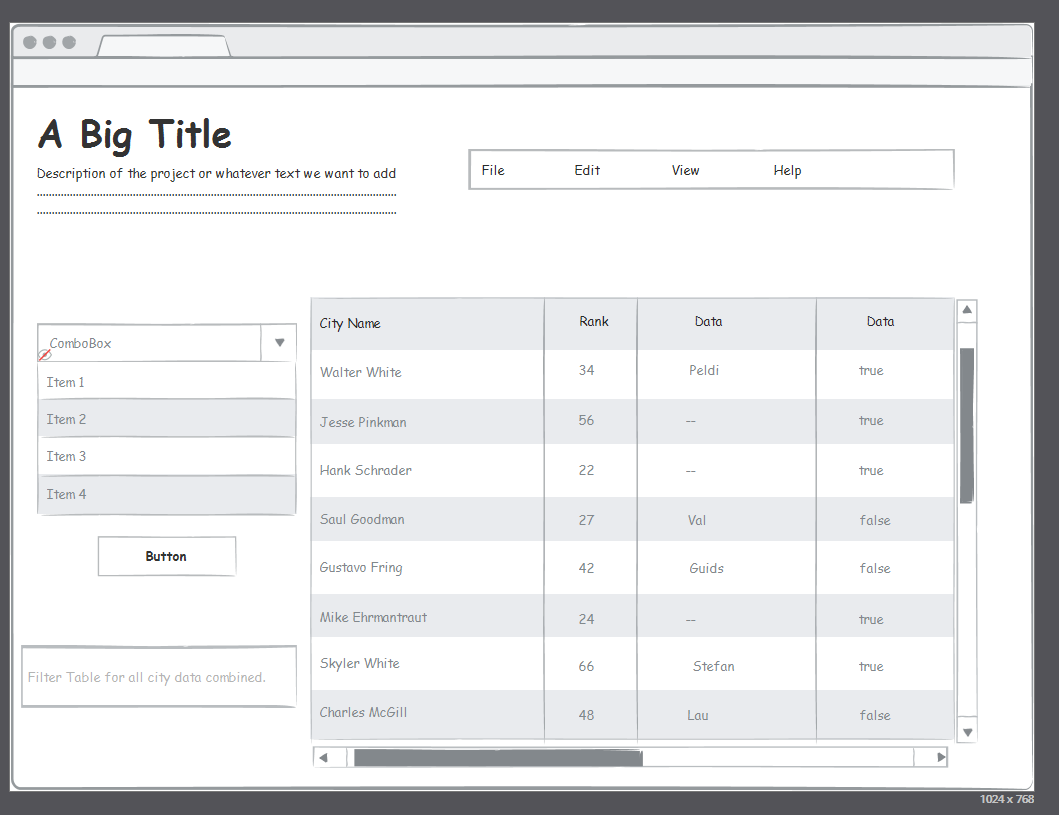 A Big Title
Description of the project or whatever text we want to add
File Edit View Help
ComboBox
Item 1
Item 2
Item 3
Item 4
Button
Filter Table for all city data combined.
City Name Rank Data Data
Walter White 34 Peldi true
Jesse Pinkman 56 -- true
Hank Schrader 22 -- true
Saul Goodman 27 Val false
Gustavo Fring 42 Guids false
Mike Ehrmantraut 24 -- true
Skyler White 66 Stefan true
Charles McGill 48 Lau false
1024 x 768